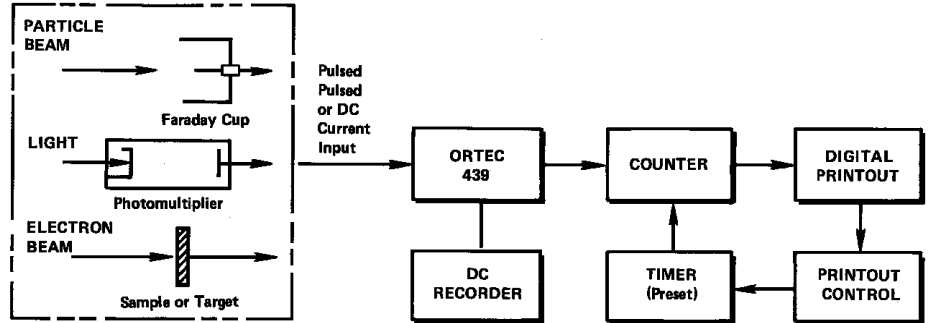 PARTICLE
BEAM
Faraday Cup
LIGHT
Photomultiplier
ELECTRON
BEAM
Sample or Target
Pulsed
Pulsed
or DC
Current
Input
ORTEC
439
COUNTER
DIGITAL
PRINTOUT
DC
RECORDER
TIMER
(Preset)
PRINTOUT
CONTROL